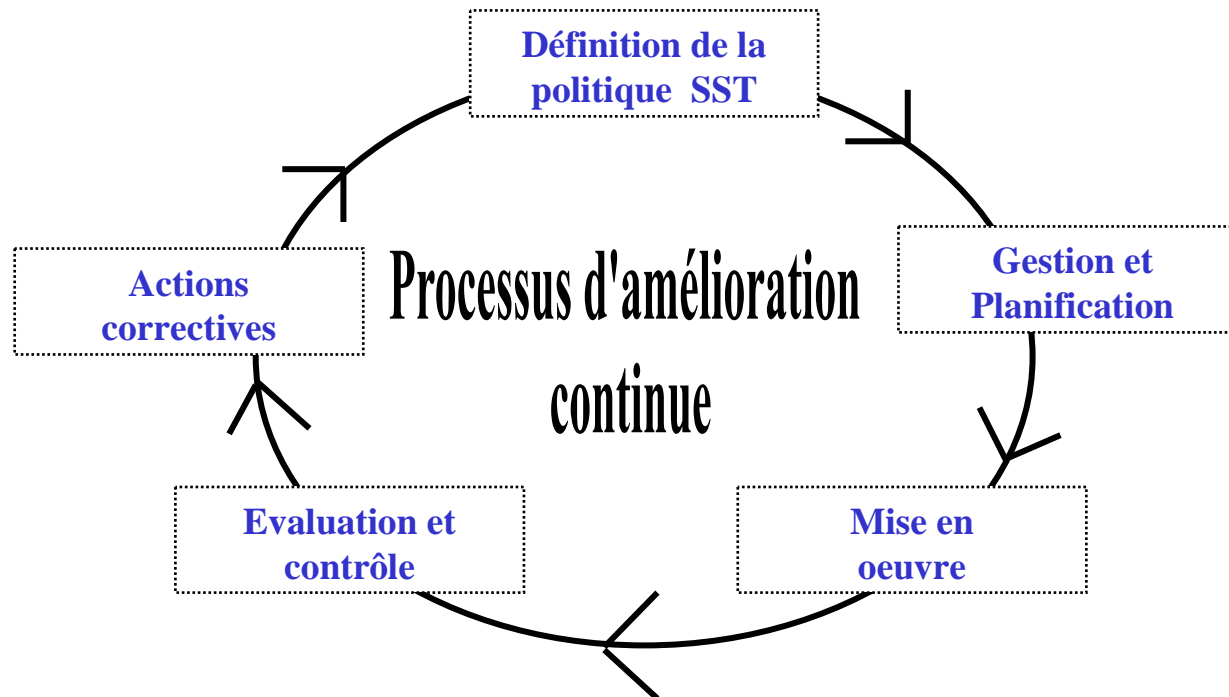 Définition de la
politique SST
Gestion et
Planification
Actions
correctives
Processus d'amélioration
continue
Evaluation et
contrôle
Mise en
oeuvre